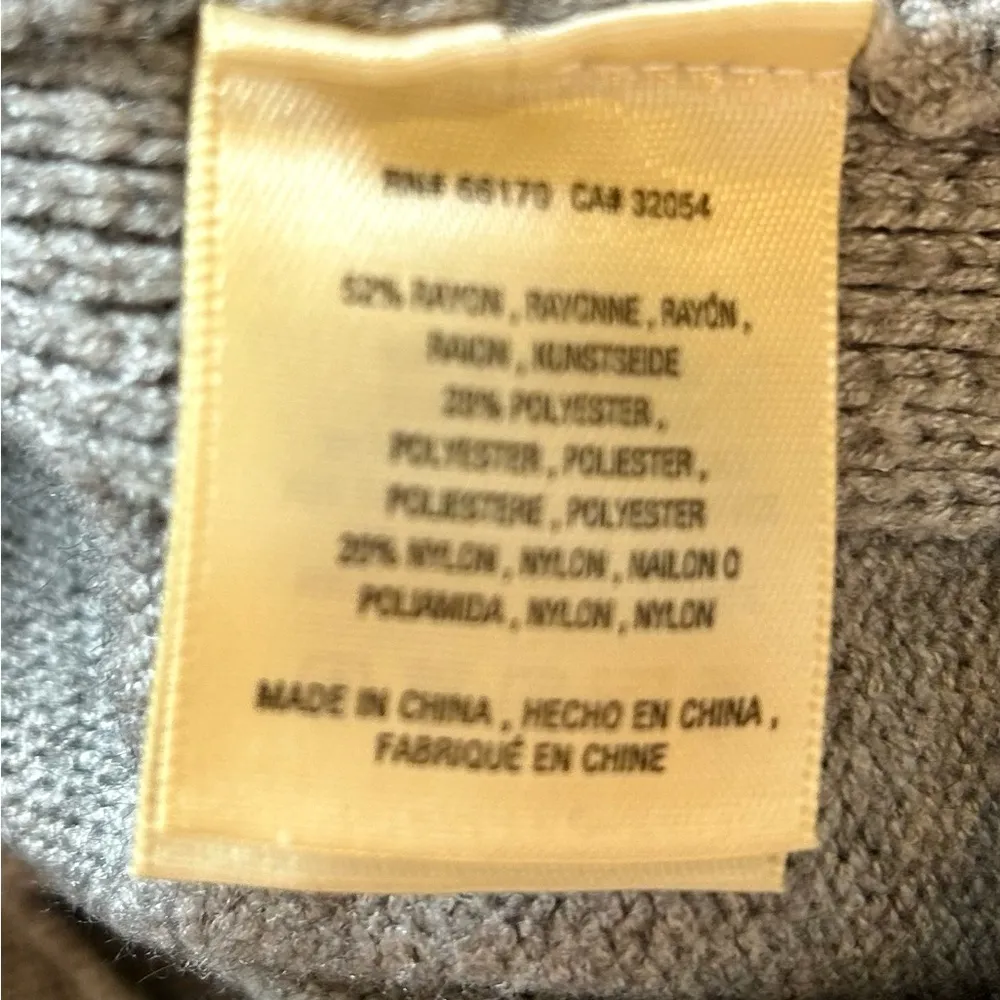 RN# 66170 CA# 32054
52% RAYON , RAYONNE , RAYÓN ,
RAION , KUNSTSEIDE
28% POLYESTER ,
POLYESTER , POLIESTER ,
POLIESTERE , POLYESTER
20% NYLON , NYLON , NAILON O
POLIAMIDA , NYLON , NYLON
MADE IN CHINA , HECHO EN CHINA ,
FABRIQUÉ EN CHINE